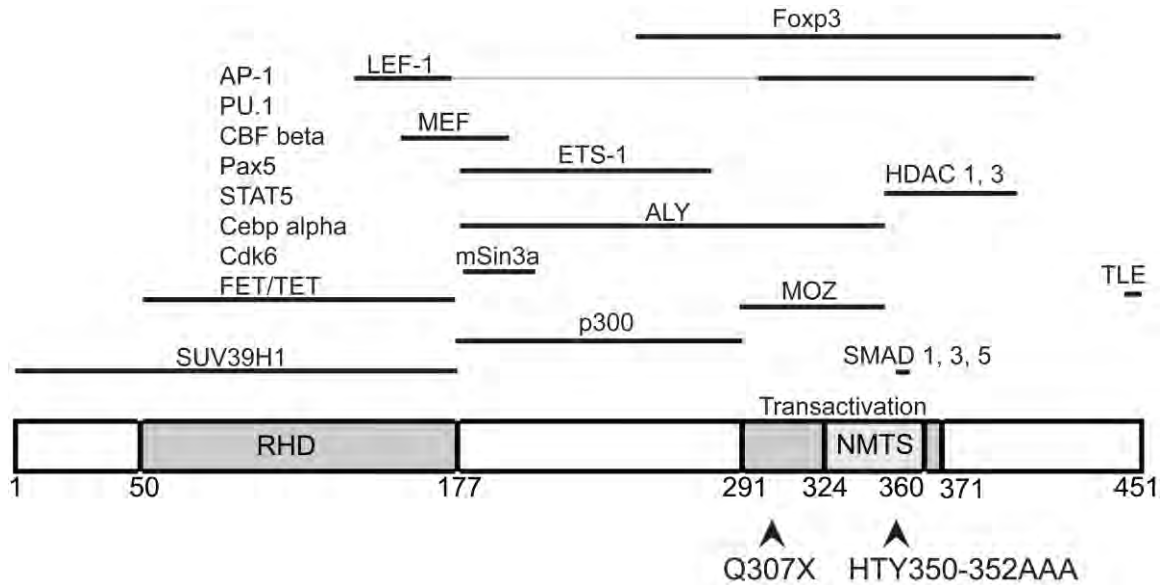 Foxp3
AP-1
LEF-1
PU.1
CBF beta
MEF
Pax5
ETS-1
HDAC 1, 3
STAT5
Cebp alpha
ALY
Cdk6
mSin3a
FET/TET
TLE
MOZ
p300
SUV39H1
SMAD 1, 3, 5
Transactivation
RHD
NMTS
1 50 177 291 324 360 371 451
Q307X HTY350-352AAA